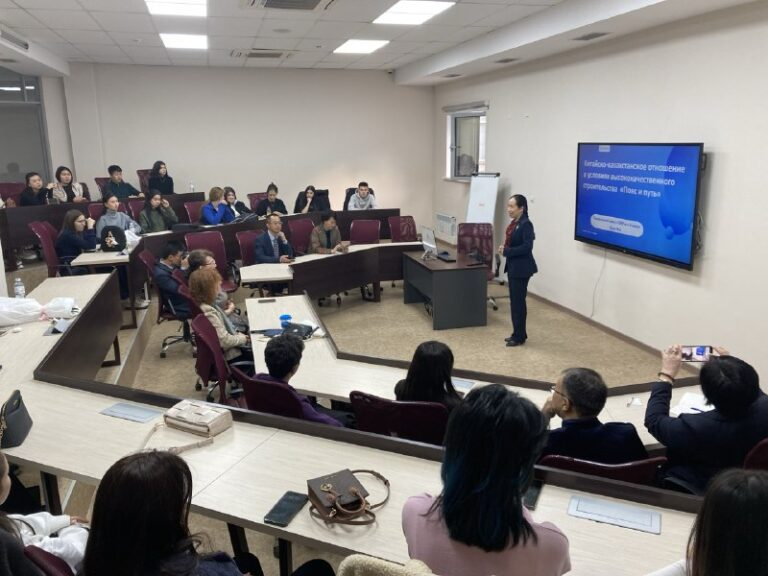 Китайско-казахстанское отношение
в условиях высококачественного
строительства «Пояс и путь»